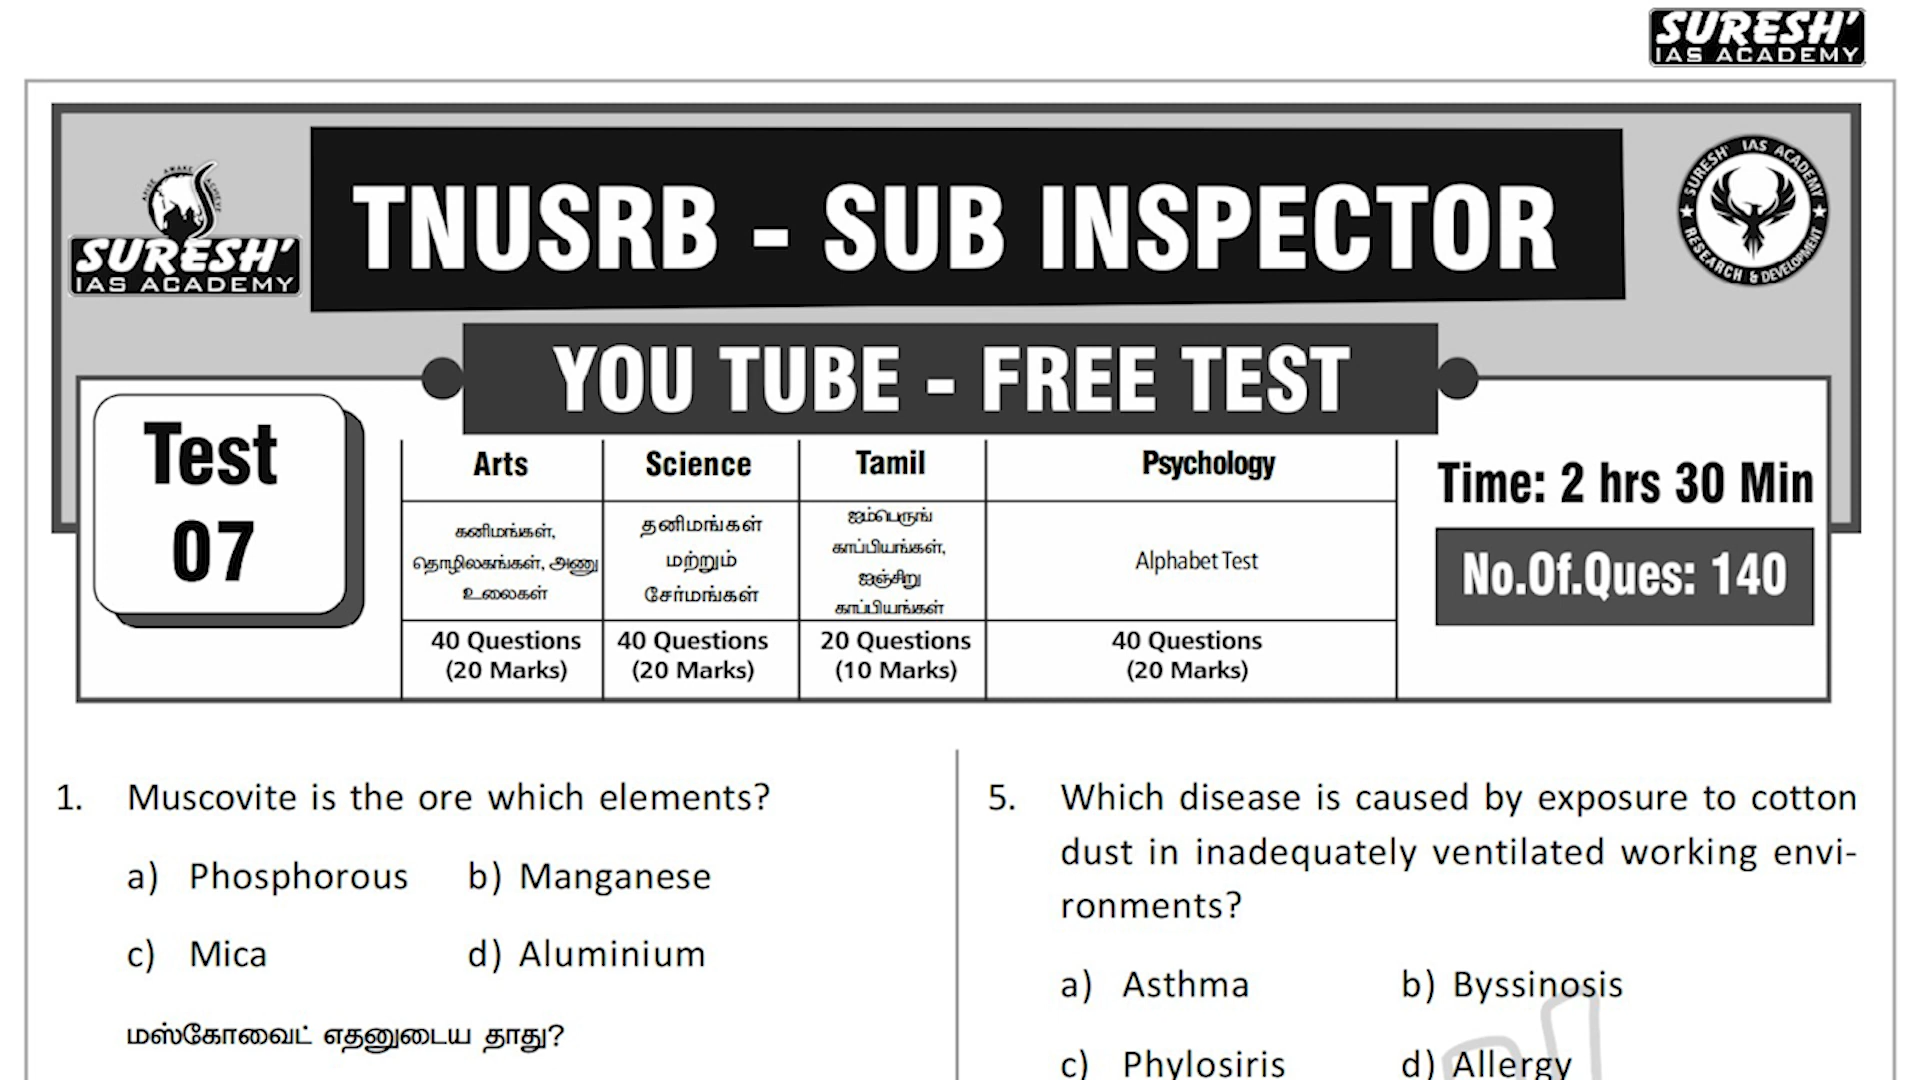 SURESH'
IAS ACADEMY
ARISE AWAKE ACHIEVE
SURESH'
IAS ACADEMY
TNUSRB - SUB INSPECTOR
SURESH' IAS ACADEMY
RESEARCH & DEVELOPMENT
YOU TUBE - FREE TEST
Test
07
Arts
Science
Tamil
Psychology
கனிமங்கள்,
தொழிலகங்கள், அணு
உலைகள்
தனிமங்கள்
மற்றும்
சேர்மங்கள்
ஐம்பெருங்
காப்பியங்கள்,
ஐஞ்சிறு
காப்பியங்கள்
Alphabet Test
40 Questions
(20 Marks)
40 Questions
(20 Marks)
20 Questions
(10 Marks)
40 Questions
(20 Marks)
Time: 2 hrs 30 Min
No.Of.Ques: 140
1. Muscovite is the ore which elements?
a) Phosphorous b) Manganese
c) Mica d) Aluminium
மஸ்கோவைட் எதனுடைய தாது?
5. Which disease is caused by exposure to cotton
dust in inadequately ventilated working envi-
ronments?
a) Asthma b) Byssinosis
c) Phylosiris d) Allergy